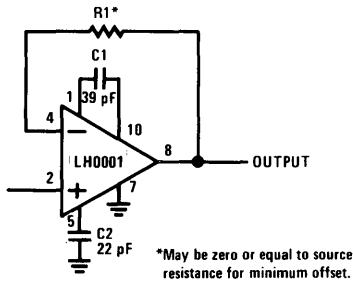 R1*
C1
39 pF
1
4
10
LH0001
8
OUTPUT
2
7
5
C2
22 pF
*May be zero or equal to source
resistance for minimum offset.